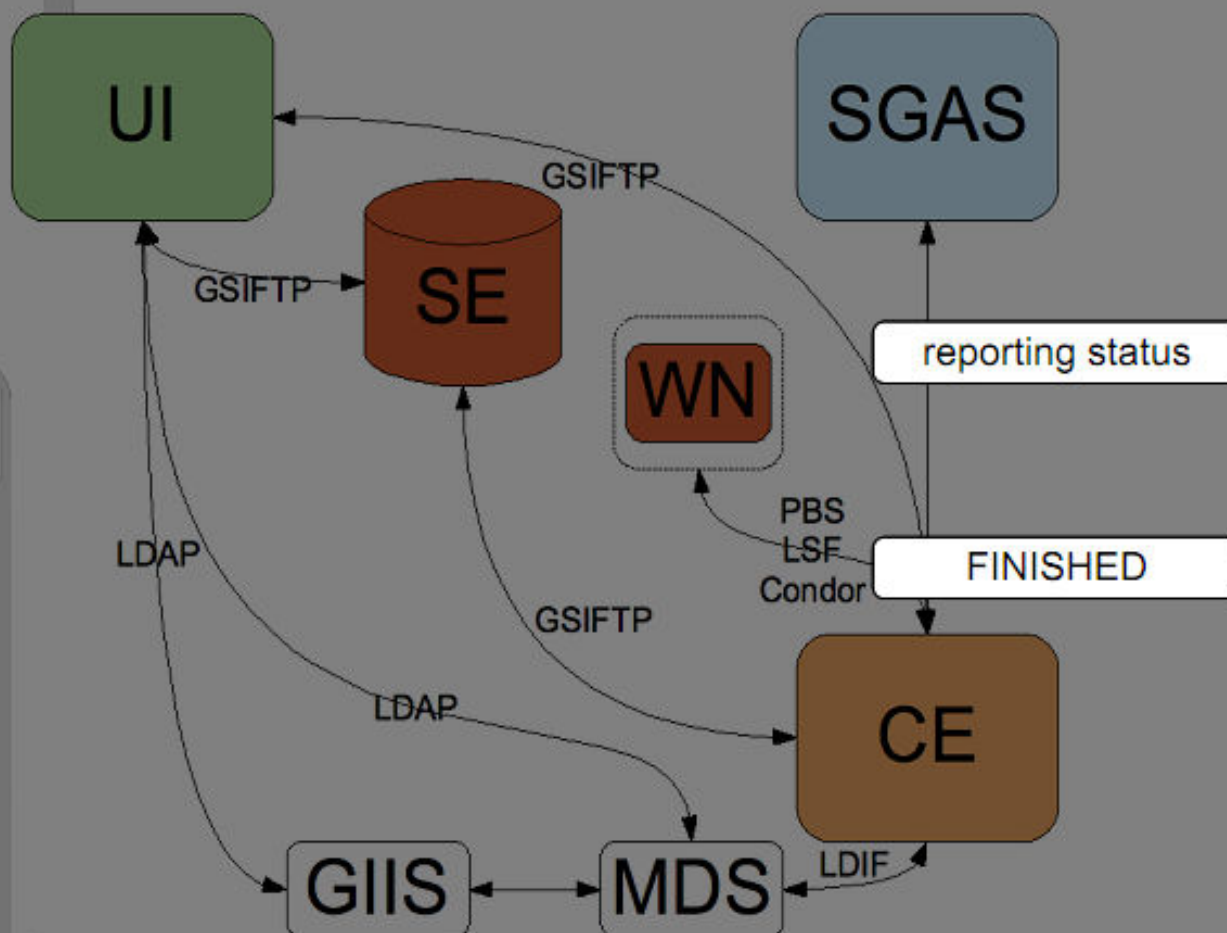 UI
SGAS
GSIFTP
GSIFTP
SE
WN
reporting status
PBS
LSF
Condor
FINISHED
LDAP
GSIFTP
LDAP
CE
GIIS
MDS
LDIF